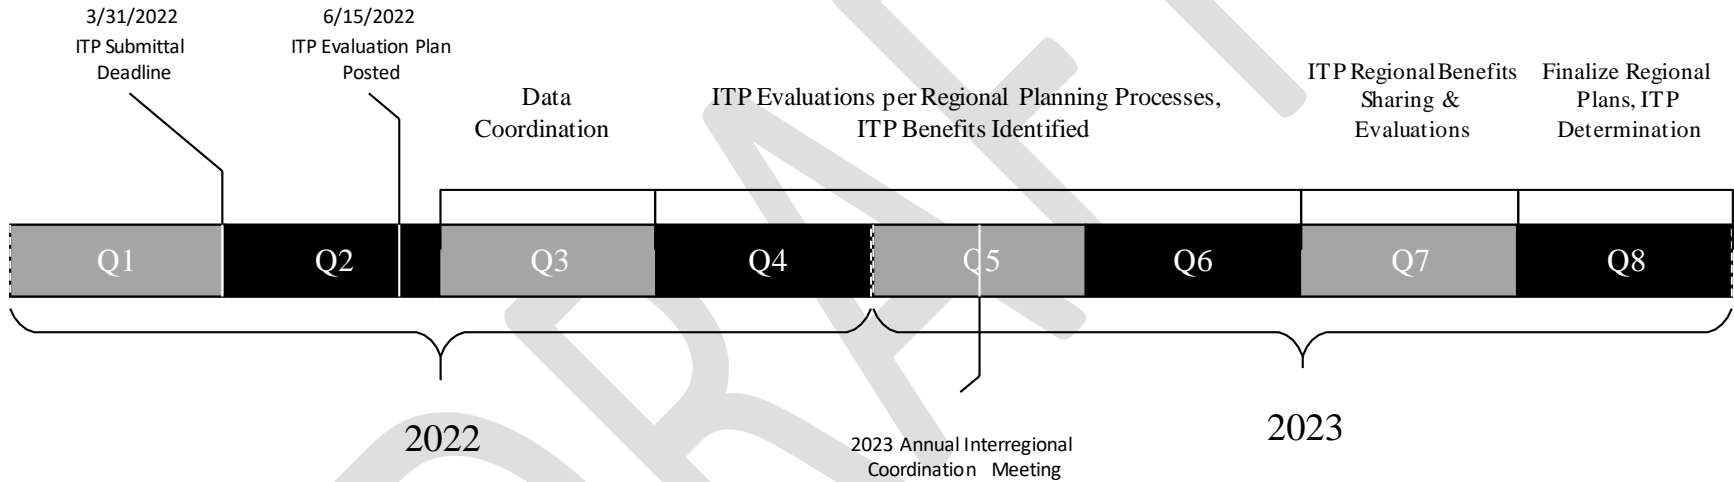 3/31/2022
ITP Submittal
Deadline
6/15/2022
ITP Evaluation Plan
Posted
Data
Coordination
ITP Evaluations per Regional Planning Processes,
ITP Benefits Identified
ITP Regional Benefits
Sharing &
Evaluations
Finalize Regional
Plans, ITP
Determination
Q1
Q2
Q3
Q4
Q5
Q6
Q7
Q8
2022
2023 Annual Interregional
Coordination Meeting
2023
DRAFT